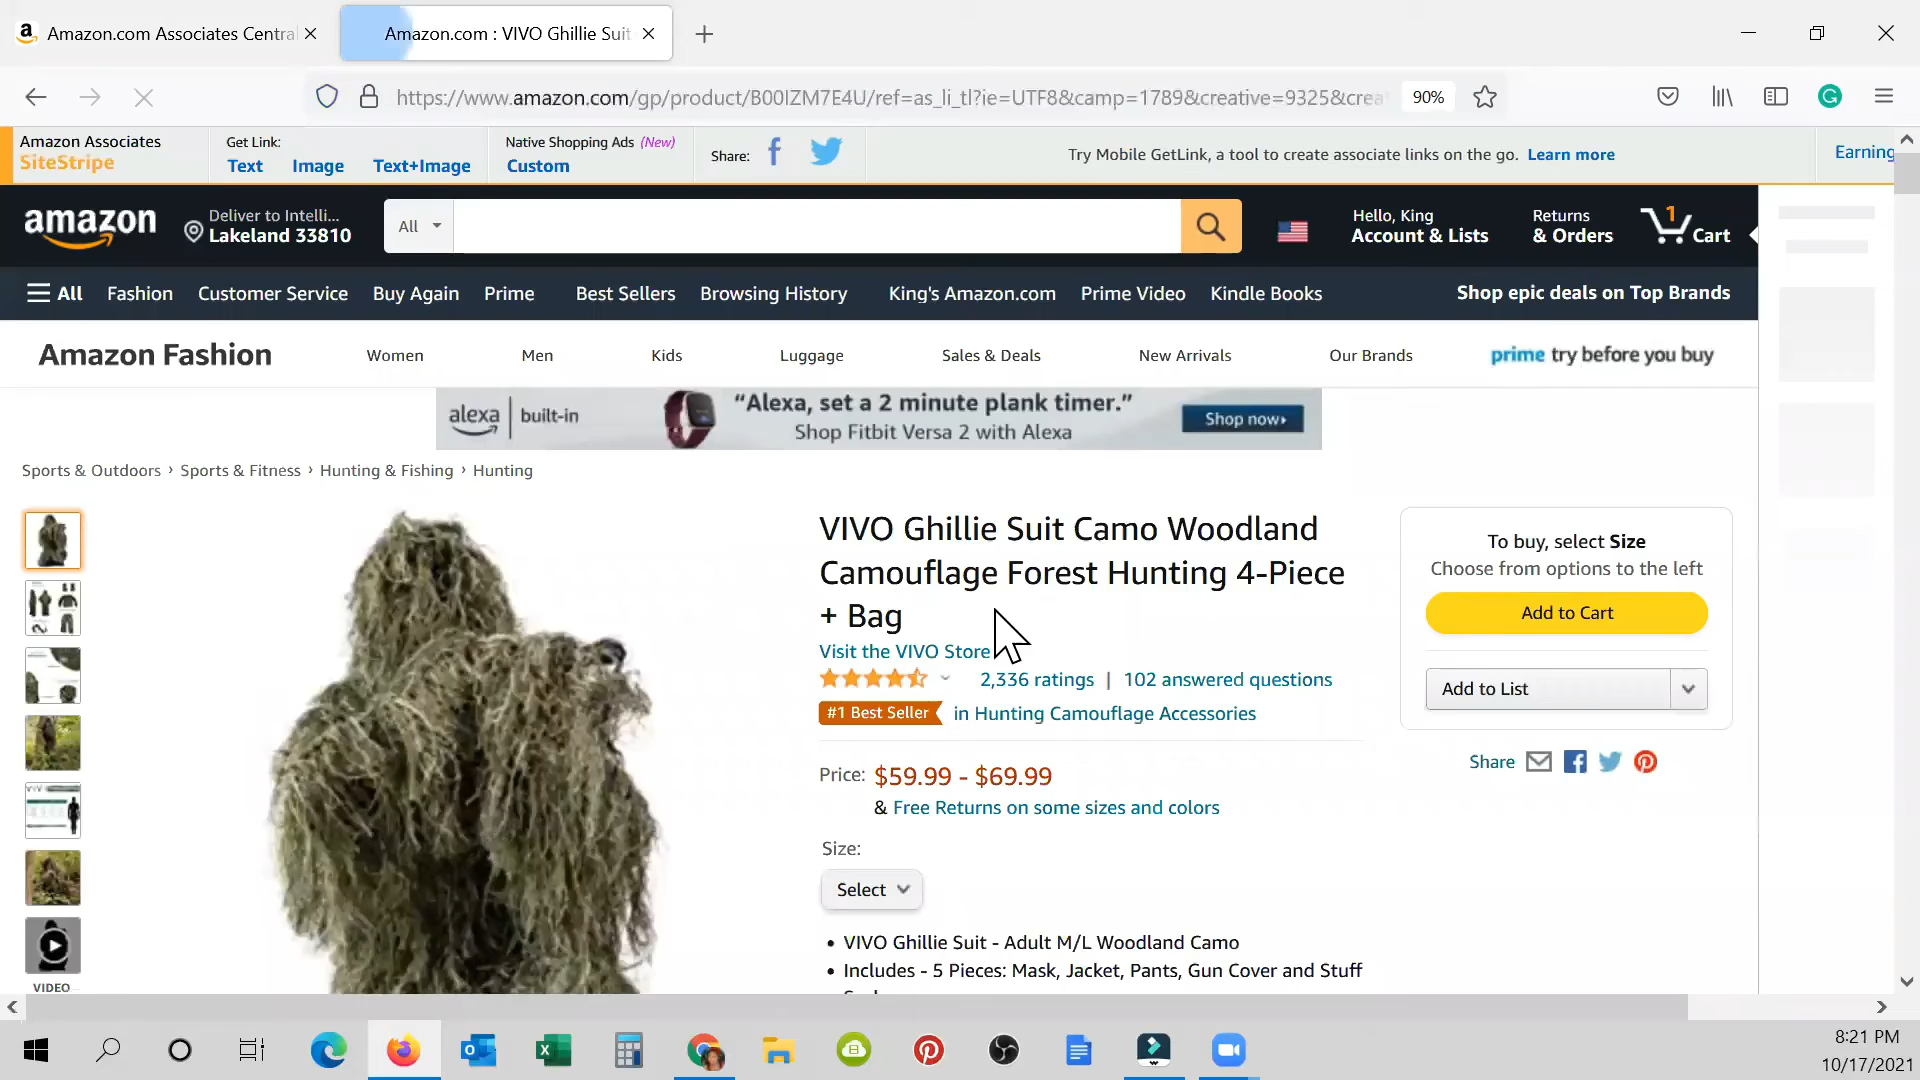 Amazon.com Associates Central
Amazon.com : VIVO Ghillie Suit
https://www.amazon.com/gp/product/B00IZM7E4U/ref=as_li_tl?ie=UTF8&camp=1789&creative=9325&crea
90%
Amazon Associates
SiteStripe
Get Link:
Text Image Text+Image
Native Shopping Ads (New)
Custom
Share:
Try Mobile GetLink, a tool to create associate links on the go. Learn more
Earning
amazon
Deliver to Intelli...
Lakeland 33810
All
Hello, King
Account & Lists
Returns
& Orders
1
Cart
All Fashion Customer Service Buy Again Prime Best Sellers Browsing History King's Amazon.com Prime Video Kindle Books Shop epic deals on Top Brands
Amazon Fashion Women Men Kids Luggage Sales & Deals New Arrivals Our Brands prime try before you buy
alexa built-in
“Alexa, set a 2 minute plank timer.”
Shop Fitbit Versa 2 with Alexa
Shop now
Sports & Outdoors › Sports & Fitness › Hunting & Fishing › Hunting
VIDEO
VIVO Ghillie Suit Camo Woodland
Camouflage Forest Hunting 4-Piece
+ Bag
Visit the VIVO Store
2,336 ratings | 102 answered questions
#1 Best Seller in Hunting Camouflage Accessories
Price: $59.99 - $69.99
& Free Returns on some sizes and colors
Size:
Select
• VIVO Ghillie Suit - Adult M/L Woodland Camo
• Includes - 5 Pieces: Mask, Jacket, Pants, Gun Cover and Stuff
To buy, select Size
Choose from options to the left
Add to Cart
Add to List
Share
8:21 PM
10/17/2021